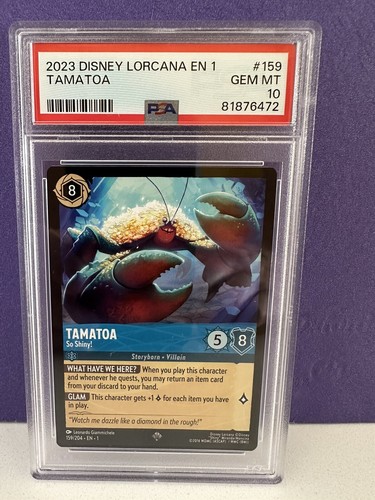 2023 DISNEY LORCANA EN 1 #159
TAMATOA GEM MT
10
PSA 81876472
8
TAMATOA
So Shiny!
5 8
Storyborn • Villain
WHAT HAVE WE HERE? When you play this character
and whenever he quests, you may return an item card
from your discard to your hand.
GLAM This character gets +1 for each item you have
in play.
"Watch me dazzle like a diamond in the rough!"
Leonardo Giammichele
159/204 • EN • 1